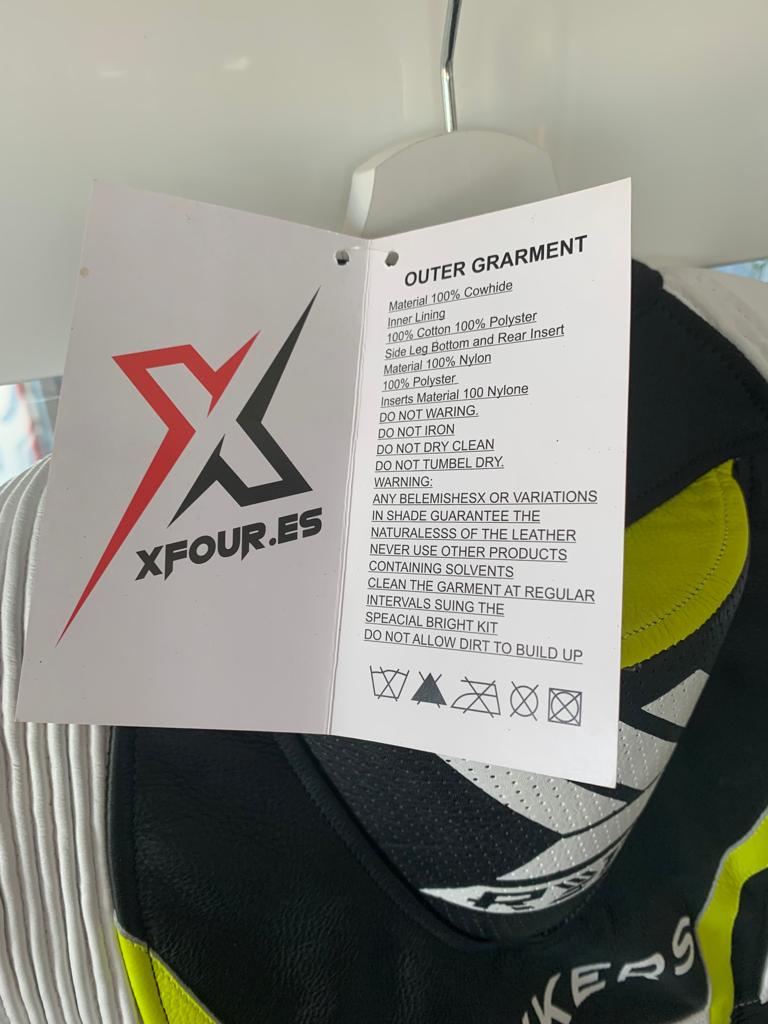 XFOUR.ES
OUTER GRARMENT
Material 100% Cowhide
Inner Lining
100% Cotton 100% Polyster
Side Leg Bottom and Rear Insert
Material 100% Nylon
100% Polyster
Inserts Material 100 Nylone
DO NOT WARING.
DO NOT IRON
DO NOT DRY CLEAN
DO NOT TUMBEL DRY.
WARNING:
ANY BELEMISHESX OR VARIATIONS
IN SHADE GUARANTEE THE
NATURALESSS OF THE LEATHER
NEVER USE OTHER PRODUCTS
CONTAINING SOLVENTS
CLEAN THE GARMENT AT REGULAR
INTERVALS SUING THE
SPEACIAL BRIGHT KIT
DO NOT ALLOW DIRT TO BUILD UP
KERS